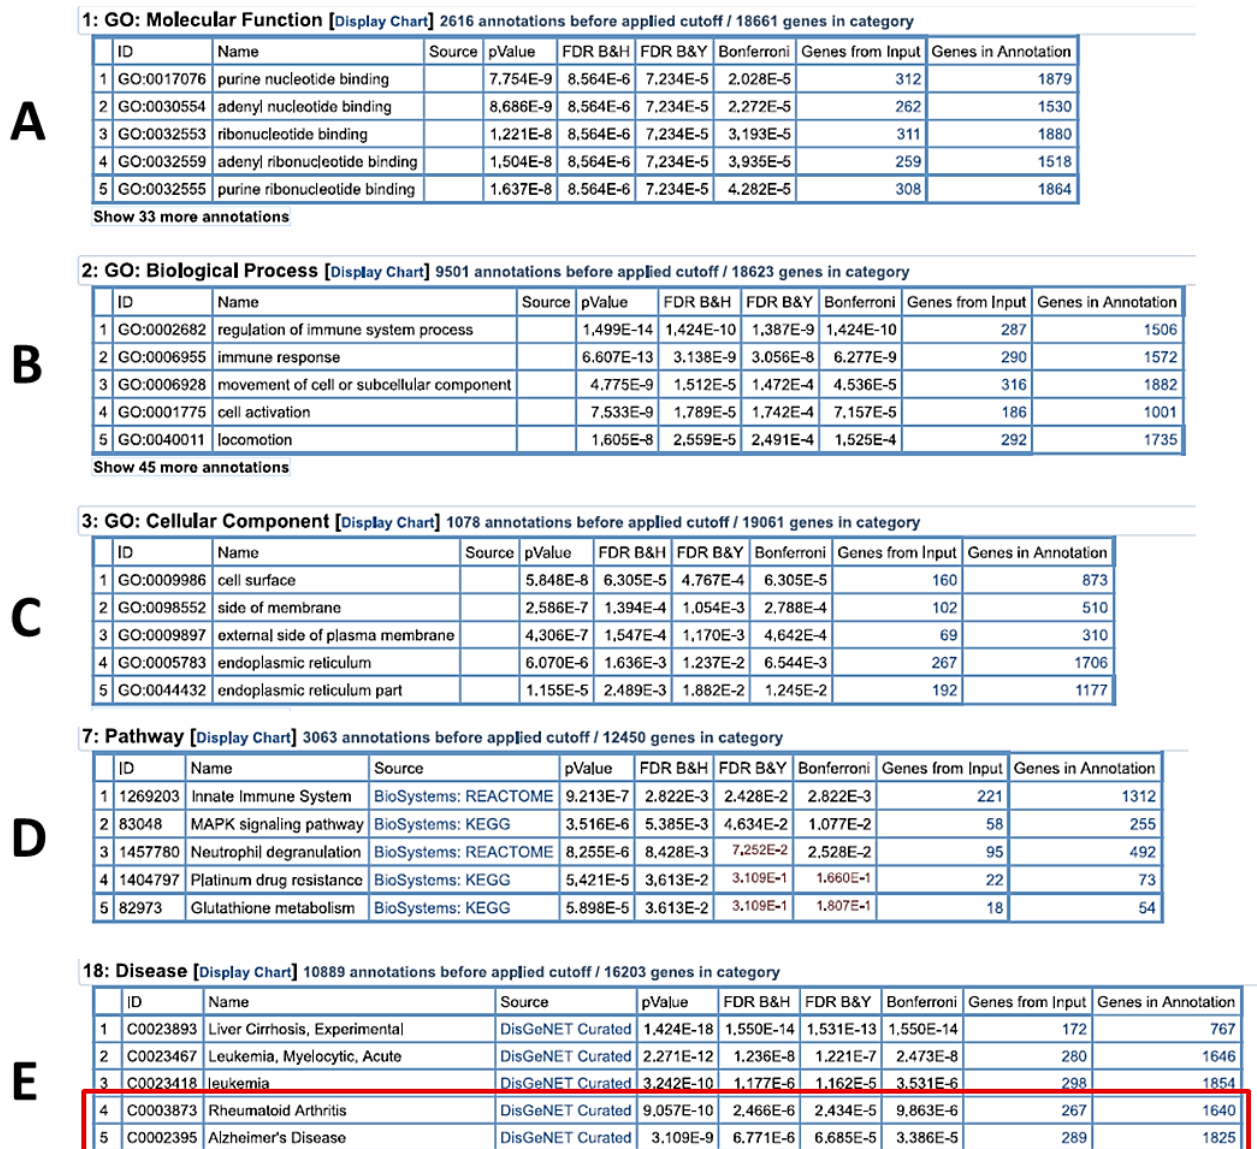 1: GO: Molecular Function [Display Chart] 2616 annotations before applied cutoff / 18661 genes in category
ID Name Source pValue FDR B&H FDR B&Y Bonferroni Genes from Input Genes in Annotation
1 GO:0017076 purine nucleotide binding 7.754E-9 8.564E-6 7.234E-5 2.028E-5 312 1879
2 GO:0030554 adenyl nucleotide binding 8.686E-9 8.564E-6 7.234E-5 2.272E-5 262 1530
A
3 GO:0032553 ribonucleotide binding 1.221E-8 8.564E-6 7.234E-5 3.193E-5 311 1880
4 GO:0032559 adenyl ribonucleotide binding 1.504E-8 8.564E-6 7.234E-5 3.935E-5 259 1518
5 GO:0032555 purine ribonucleotide binding 1.637E-8 8.564E-6 7.234E-5 4.282E-5 308 1864
Show 33 more annotations
2: GO: Biological Process [Display Chart] 9501 annotations before applied cutoff / 18623 genes in category
ID Name Source pValue FDR B&H FDR B&Y Bonferroni Genes from Input Genes in Annotation
1 GO:0002682 regulation of immune system process 1.499E-14 1.424E-10 1.387E-9 1.424E-10 287 1506
2 GO:0006955 immune response 6.607E-13 3.138E-9 3.056E-8 6.277E-9 290 1572
B
3 GO:0006928 movement of cell or subcellular component 4.775E-9 1.512E-5 1.472E-4 4.536E-5 316 1882
4 GO:0001775 cell activation 7.533E-9 1.789E-5 1.742E-4 7.157E-5 186 1001
5 GO:0040011 locomotion 1.605E-8 2.559E-5 2.491E-4 1.525E-4 292 1735
Show 45 more annotations
3: GO: Cellular Component [Display Chart] 1078 annotations before applied cutoff / 19061 genes in category
ID Name Source pValue FDR B&H FDR B&Y Bonferroni Genes from Input Genes in Annotation
1 GO:0009986 cell surface 5.848E-8 6.305E-5 4.767E-4 6.305E-5 160 873
2 GO:0098552 side of membrane 2.586E-7 1.394E-4 1.054E-3 2.788E-4 102 510
C
3 GO:0009897 external side of plasma membrane 4.306E-7 1.547E-4 1.170E-3 4.642E-4 69 310
4 GO:0005783 endoplasmic reticulum 6.070E-6 1.636E-3 1.237E-2 6.544E-3 267 1706
5 GO:0044432 endoplasmic reticulum part 1.155E-5 2.489E-3 1.882E-2 1.245E-2 192 1177
7: Pathway [Display Chart] 3063 annotations before applied cutoff / 12450 genes in category
ID Name Source pValue FDR B&H FDR B&Y Bonferroni Genes from Input Genes in Annotation
1 1269203 Innate Immune System BioSystems: REACTOME 9.213E-7 2.822E-3 2.428E-2 2.822E-3 221 1312
2 83048 MAPK signaling pathway BioSystems: KEGG 3.516E-6 5.385E-3 4.634E-2 1.077E-2 58 255
D
3 1457780 Neutrophil degranulation BioSystems: REACTOME 8.255E-6 8.428E-3 7.252E-2 2.528E-2 95 492
4 1404797 Platinum drug resistance BioSystems: KEGG 5.421E-5 3.613E-2 3.109E-1 1.660E-1 22 73
5 82973 Glutathione metabolism BioSystems: KEGG 5.898E-5 3.613E-2 3.109E-1 1.807E-1 18 54
18: Disease [Display Chart] 10889 annotations before applied cutoff / 16203 genes in category
ID Name Source pValue FDR B&H FDR B&Y Bonferroni Genes from Input Genes in Annotation
1 C0023893 Liver Cirrhosis, Experimental DisGeNET Curated 1.424E-18 1.550E-14 1.531E-13 1.550E-14 172 767
2 C0023467 Leukemia, Myelocytic, Acute DisGeNET Curated 2.271E-12 1.236E-8 1.221E-7 2.473E-8 280 1646
E
3 C0023418 leukemia DisGeNET Curated 3.242E-10 1.177E-6 1.162E-5 3.531E-6 298 1854
4 C0003873 Rheumatoid Arthritis DisGeNET Curated 9.057E-10 2.466E-6 2.434E-5 9.863E-6 267 1640
5 C0002395 Alzheimer's Disease DisGeNET Curated 3.109E-9 6.771E-6 6.685E-5 3.386E-5 289 1825